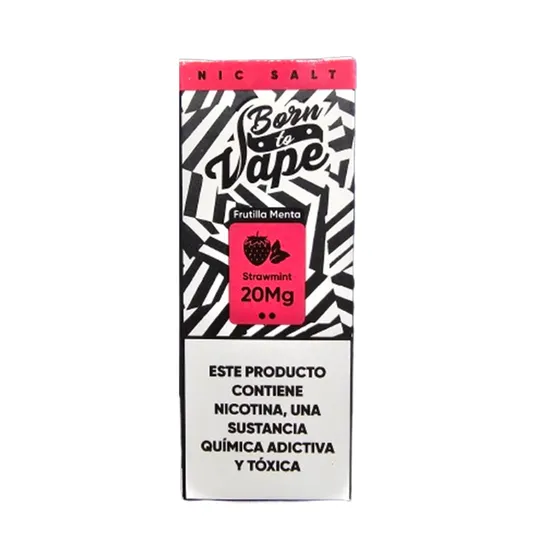 NIC SALT
Born
to
Vape
Frutilla Menta
Strawmint
20Mg
ESTE PRODUCTO
CONTIENE
NICOTINA, UNA
SUSTANCIA
QUÍMICA ADICTIVA
Y TÓXICA